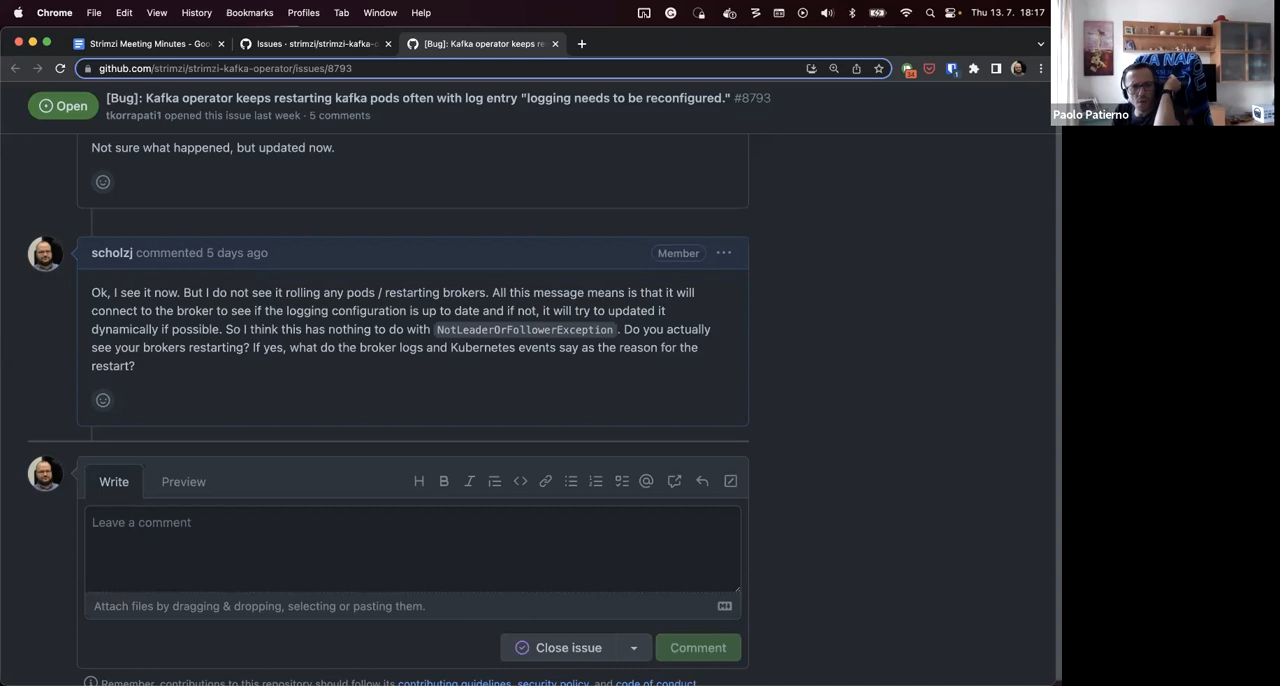 Chrome File Edit View History Bookmarks Profiles Tab Window Help Thu 13. 7. 18:17
Strimzi Meeting Minutes - Goo
Issues · strimzi/strimzi-kafka-o
[Bug]: Kafka operator keeps re
github.com/strimzi/strimzi-kafka-operator/issues/8793
Open
[Bug]: Kafka operator keeps restarting kafka pods often with log entry "logging needs to be reconfigured." #8793
tkorrapati1 opened this issue last week · 5 comments
Paolo Patierno
Not sure what happened, but updated now.
scholzj commented 5 days ago Member
Ok, I see it now. But I do not see it rolling any pods / restarting brokers. All this message means is that it will
connect to the broker to see if the logging configuration is up to date and if not, it will try to updated it
dynamically if possible. So I think this has nothing to do with NotLeaderOrFollowerException. Do you actually
see your brokers restarting? If yes, what do the broker logs and Kubernetes events say as the reason for the
restart?
Write Preview
Leave a comment
Attach files by dragging & dropping, selecting or pasting them.
Close issue Comment
Remember, contributions to this repository should follow its contributing guidelines, security policy, and code of conduct.